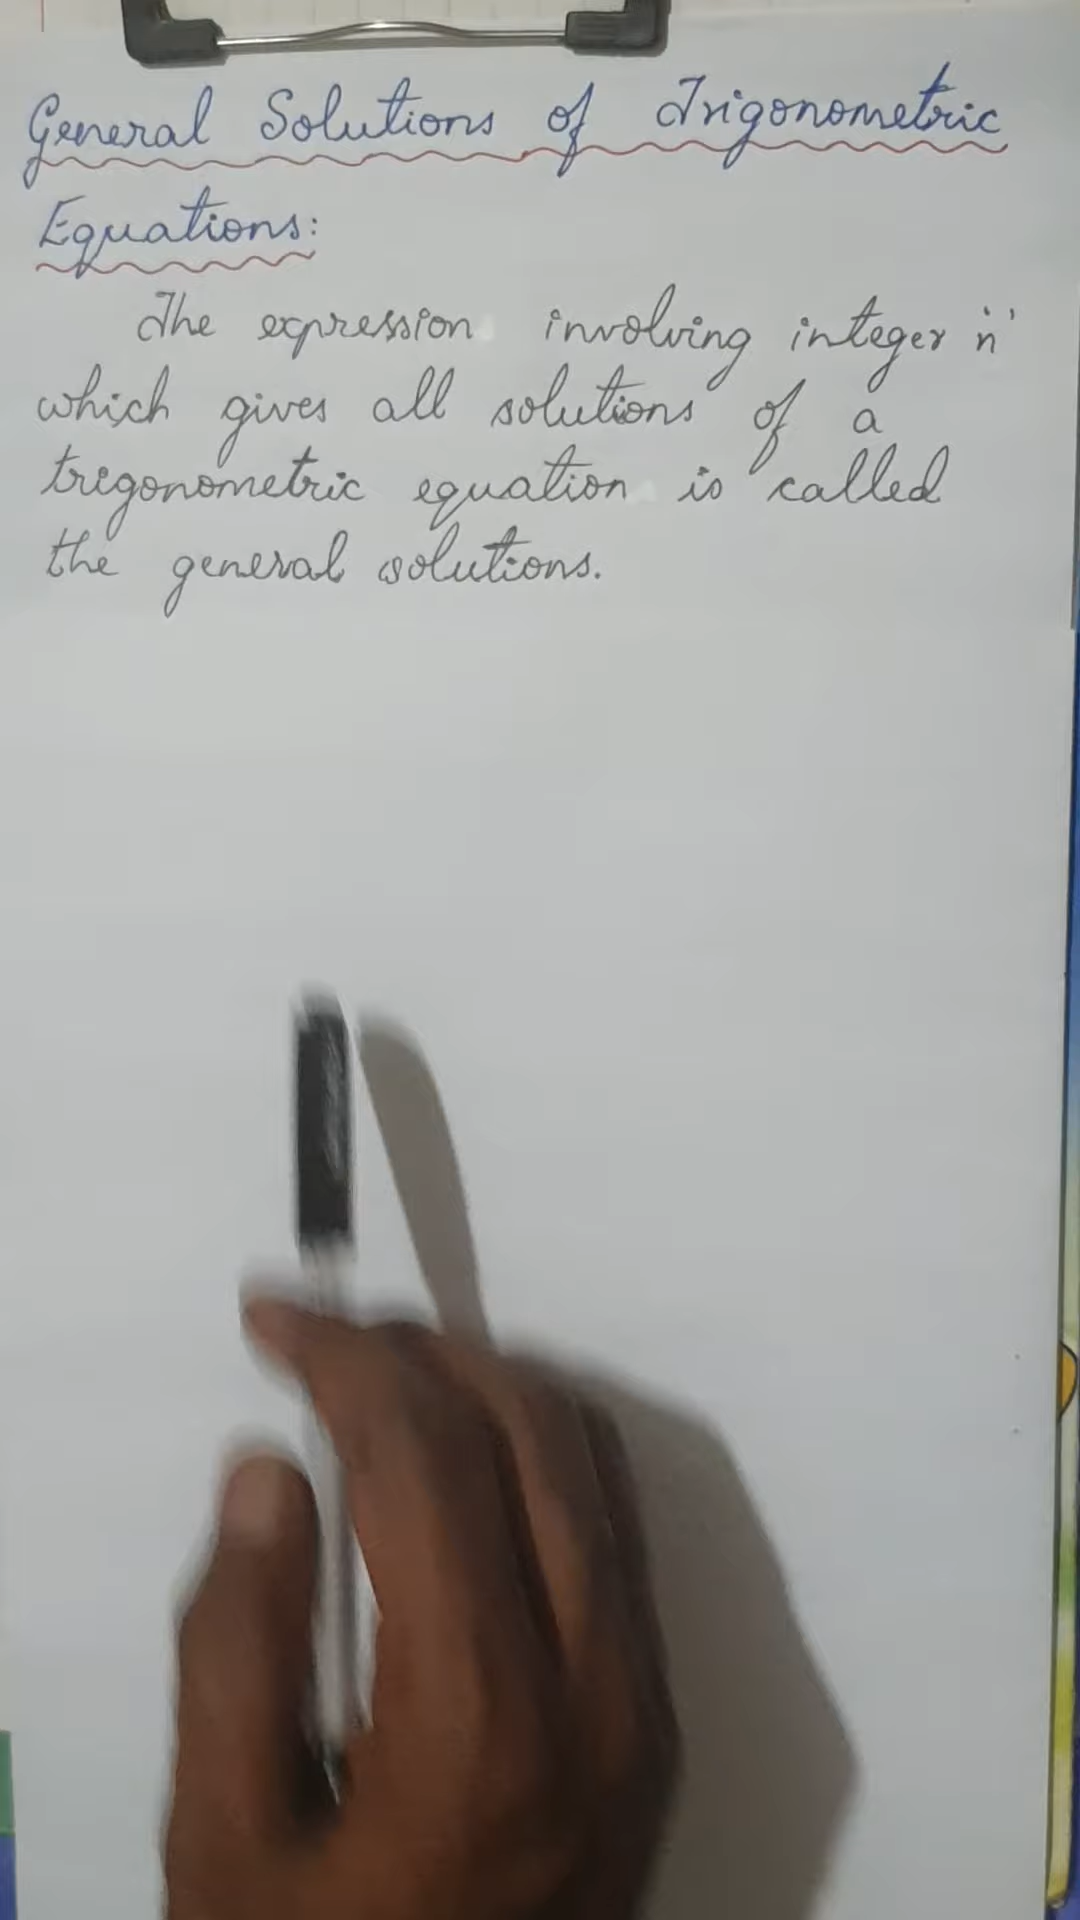 General Solutions of Trigonometric
Equations:
The expression involving integer 'n'
which gives all solutions of a
trigonometric equation is called
the general solutions.